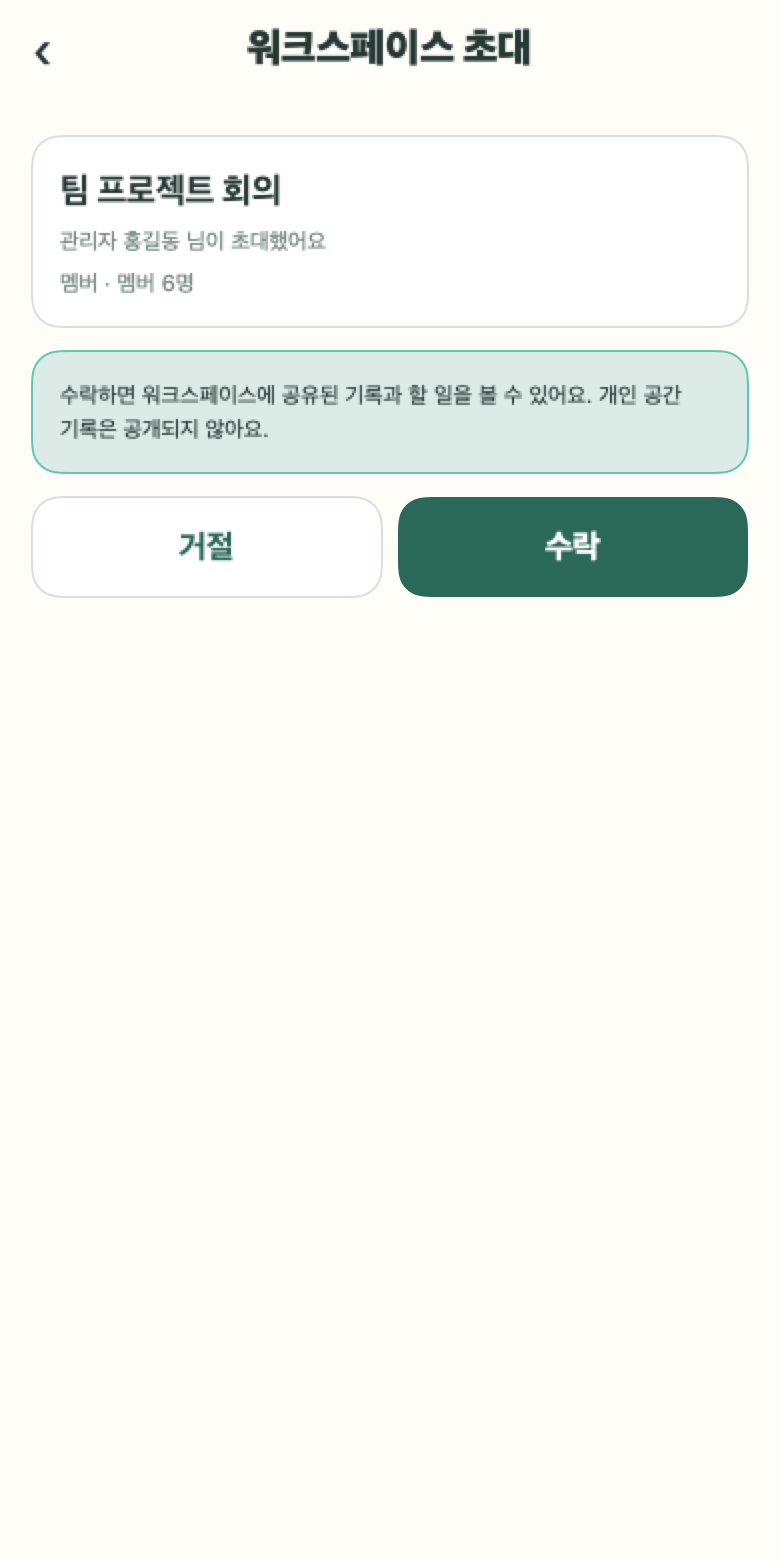 워크스페이스 초대
팀 프로젝트 회의
관리자 홍길동 님이 초대했어요
멤버 · 멤버 6명
수락하면 워크스페이스에 공유된 기록과 할 일을 볼 수 있어요. 개인 공간
기록은 공개되지 않아요.
거절
수락